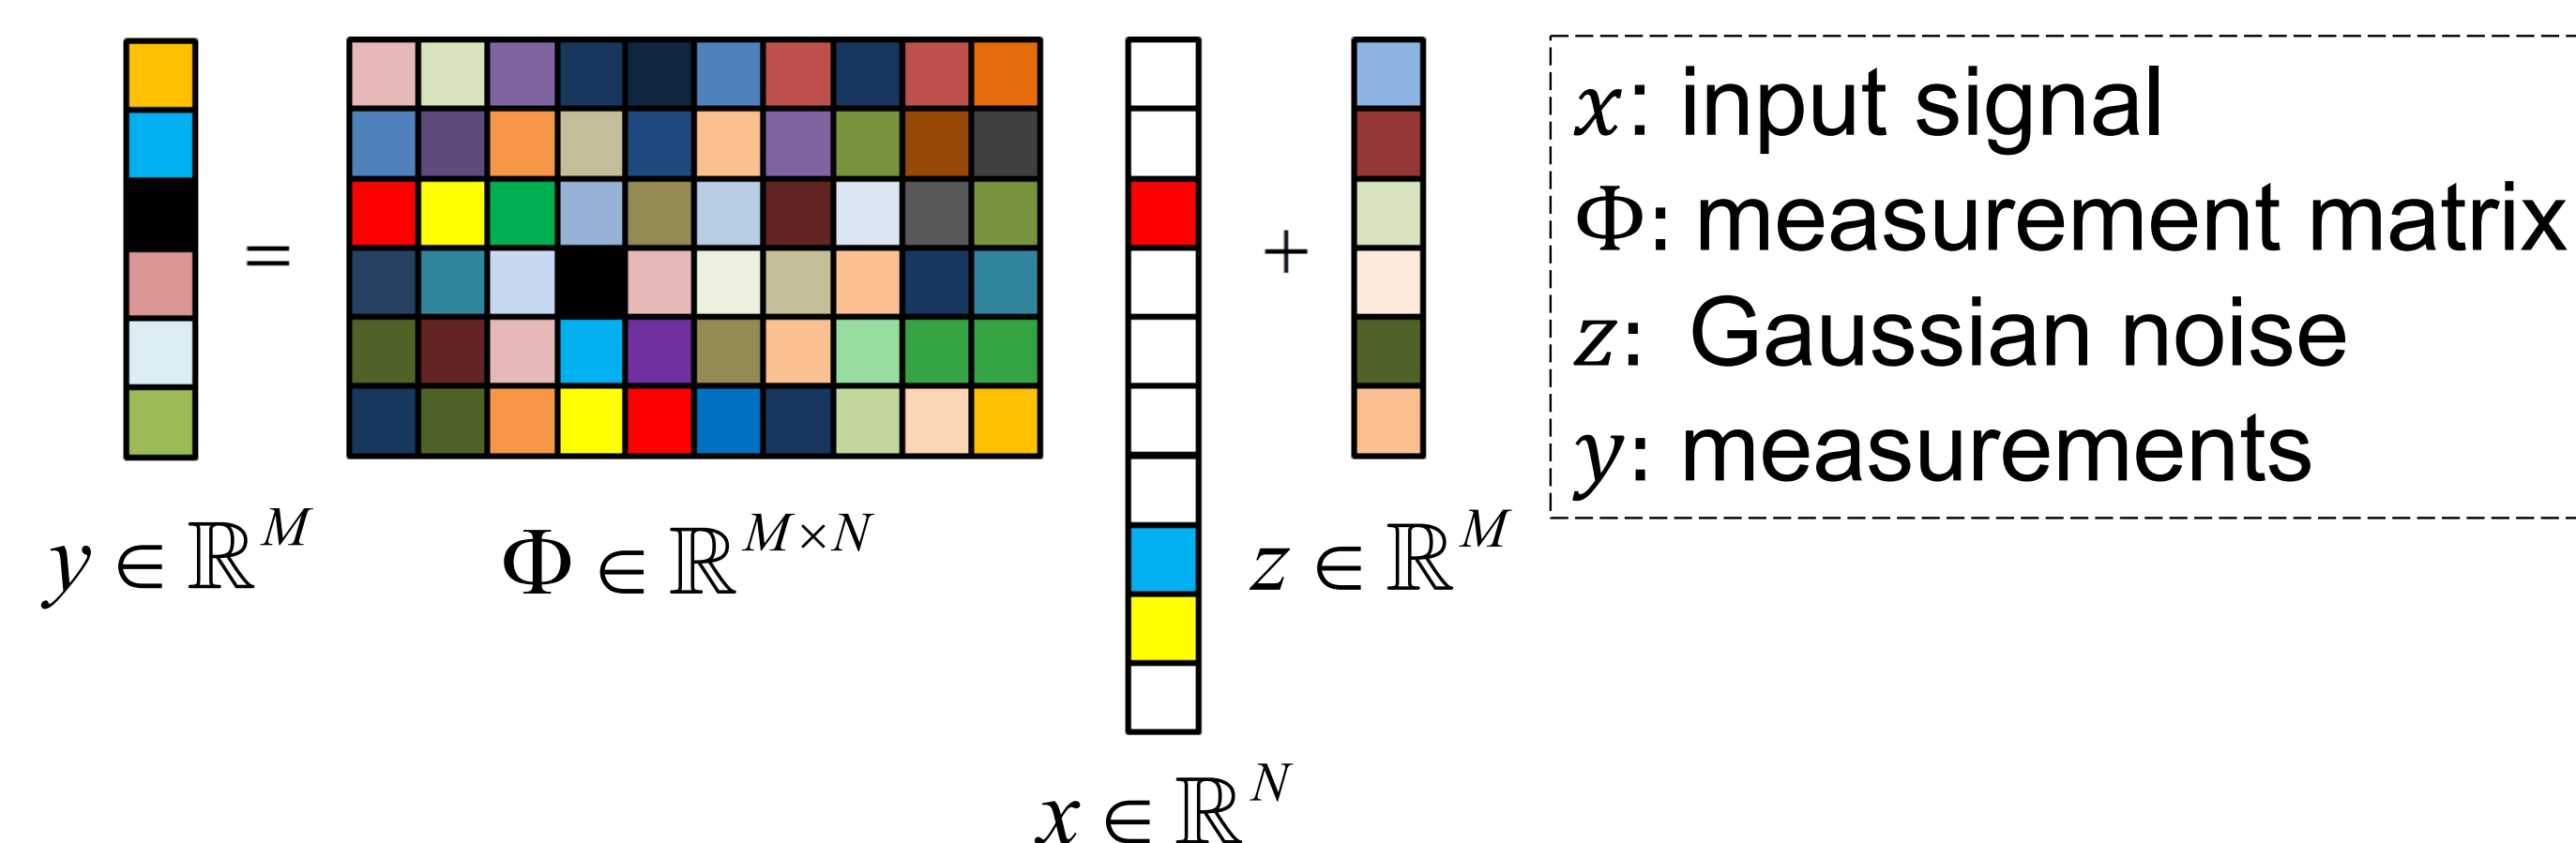 = +
x: input signal
Φ: measurement matrix
z: Gaussian noise
y: measurements
y ∈ ℝ^M
Φ ∈ ℝ^{M×N}
z ∈ ℝ^M
x ∈ ℝ^N